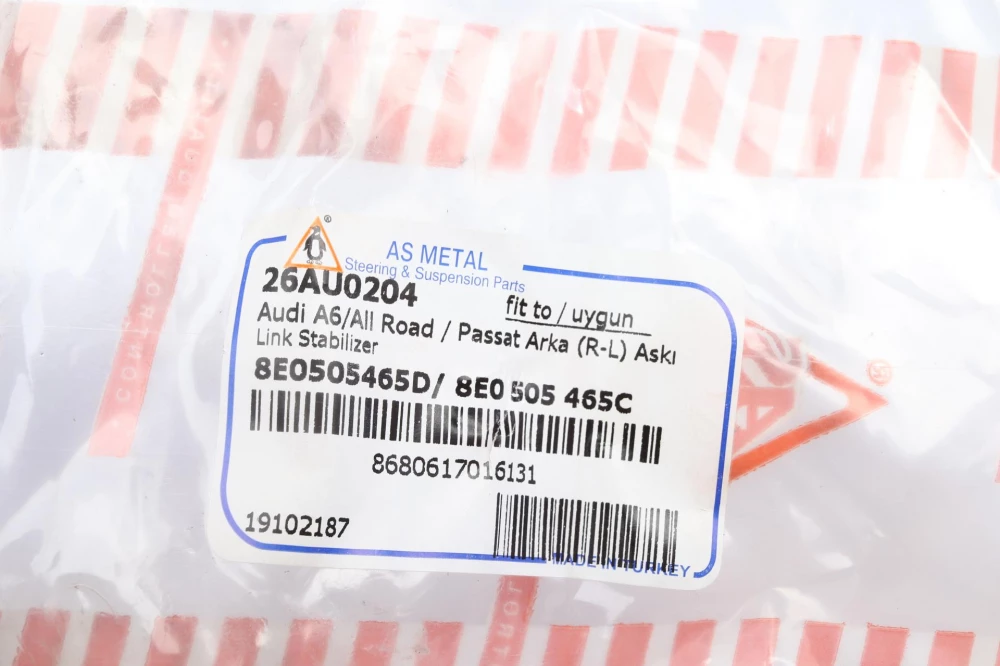 AS METAL
Steering & Suspension Parts
26AU0204
fit to / uygun
Audi A6/All Road / Passat Arka (R-L) Askı
Link Stabilizer
8E0505465D/ 8E0 505 465C
8680617016131
19102187
MADE IN TURKEY
CONTROLLED